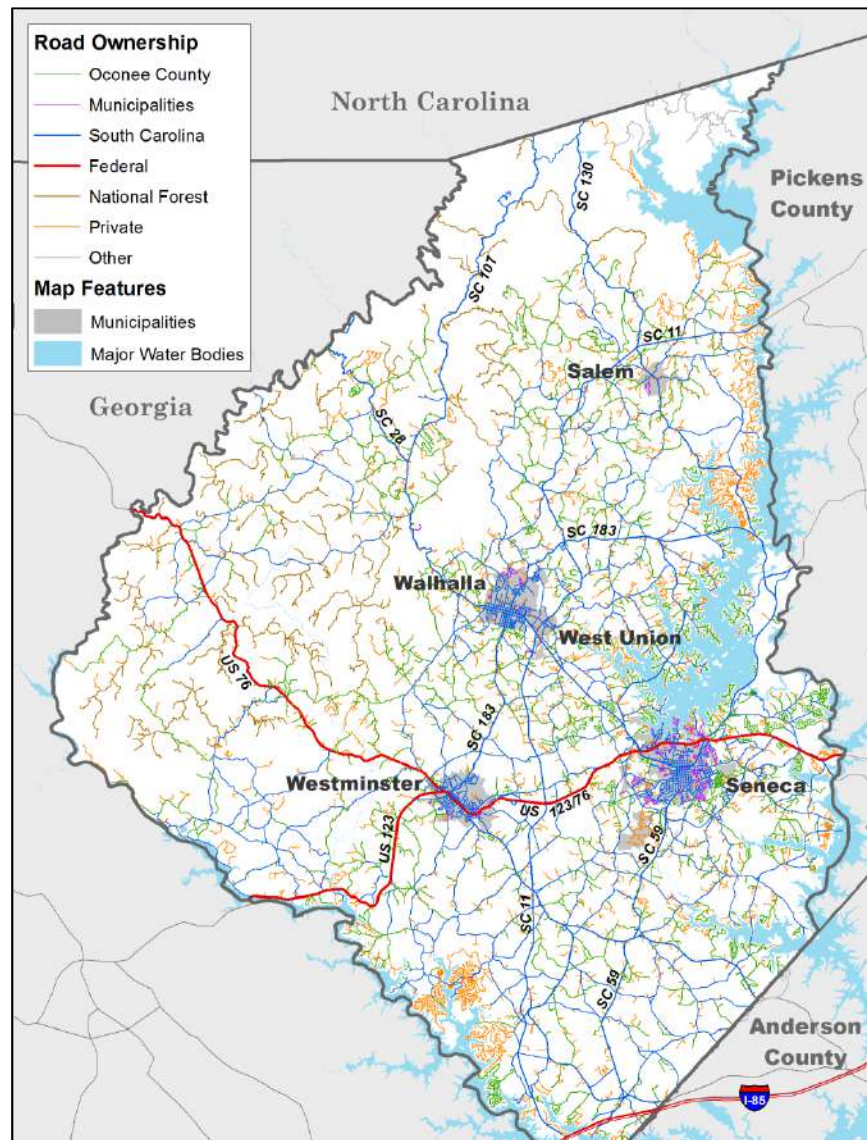 Road Ownership
Oconee County
Municipalities
South Carolina
Federal
National Forest
Private
Other
Map Features
Municipalities
Major Water Bodies
North Carolina
Pickens
County
Georgia
SC 130
SC 107
SC 11
Salem
SC 28
SC 183
Walhalla
West Union
US 76
SC 183
Westminster
Seneca
US 123/76
US 123
SC 59
SC 11
SC 59
Anderson
County
I-85